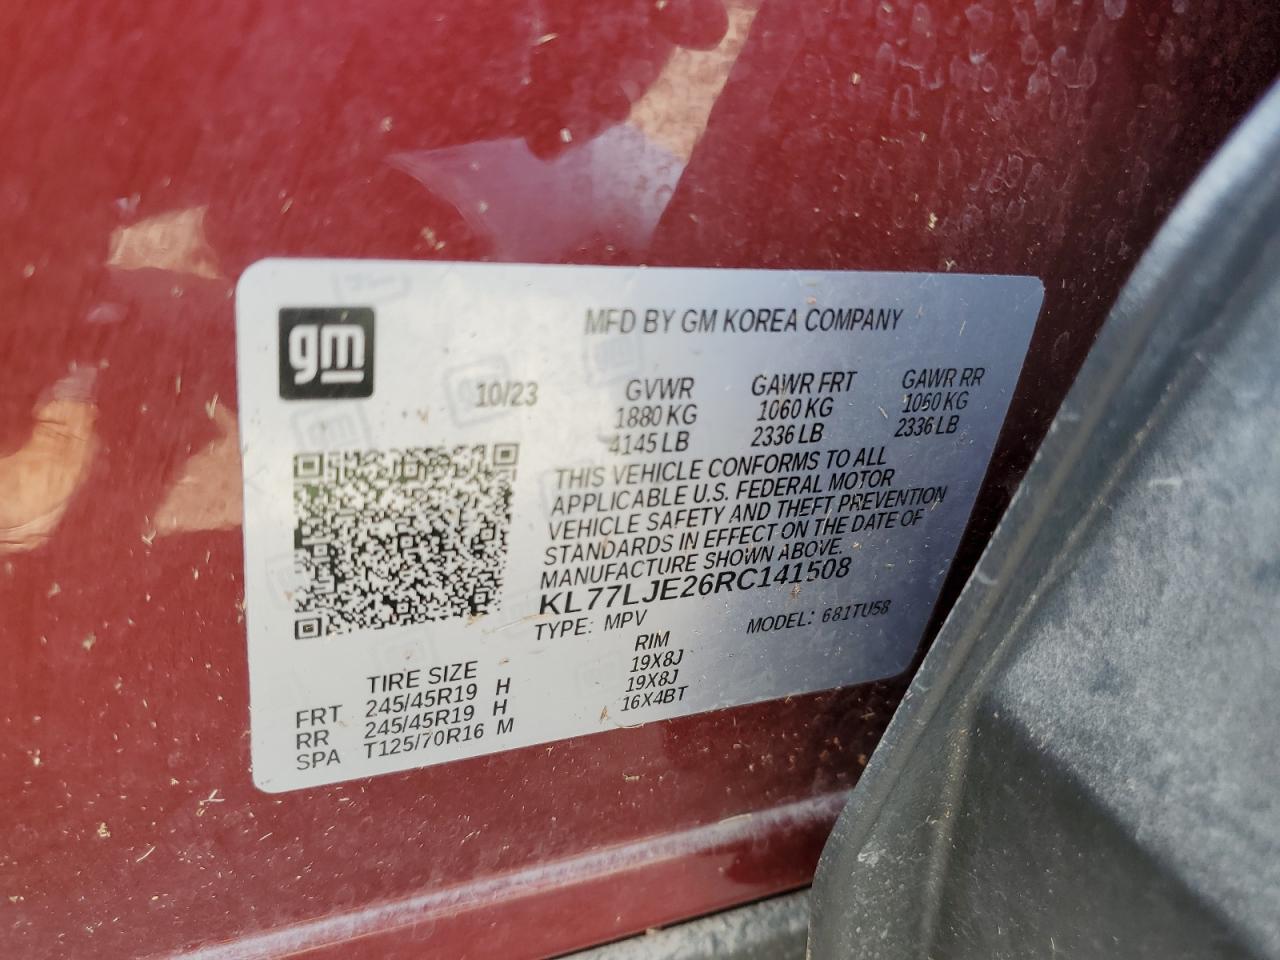 gm
MFD BY GM KOREA COMPANY
10/23 GVWR GAWR FRT GAWR RR
1880 KG 1060 KG 1060 KG
4145 LB 2336 LB 2336 LB
THIS VEHICLE CONFORMS TO ALL
APPLICABLE U.S. FEDERAL MOTOR
VEHICLE SAFETY AND THEFT PREVENTION
STANDARDS IN EFFECT ON THE DATE OF
MANUFACTURE SHOWN ABOVE.
KL77LJE26RC141508
TYPE: MPV MODEL: 681TU58
TIRE SIZE RIM
FRT 245/45R19 H 19X8J
RR 245/45R19 H 19X8J
SPA T125/70R16 M 16X4BT